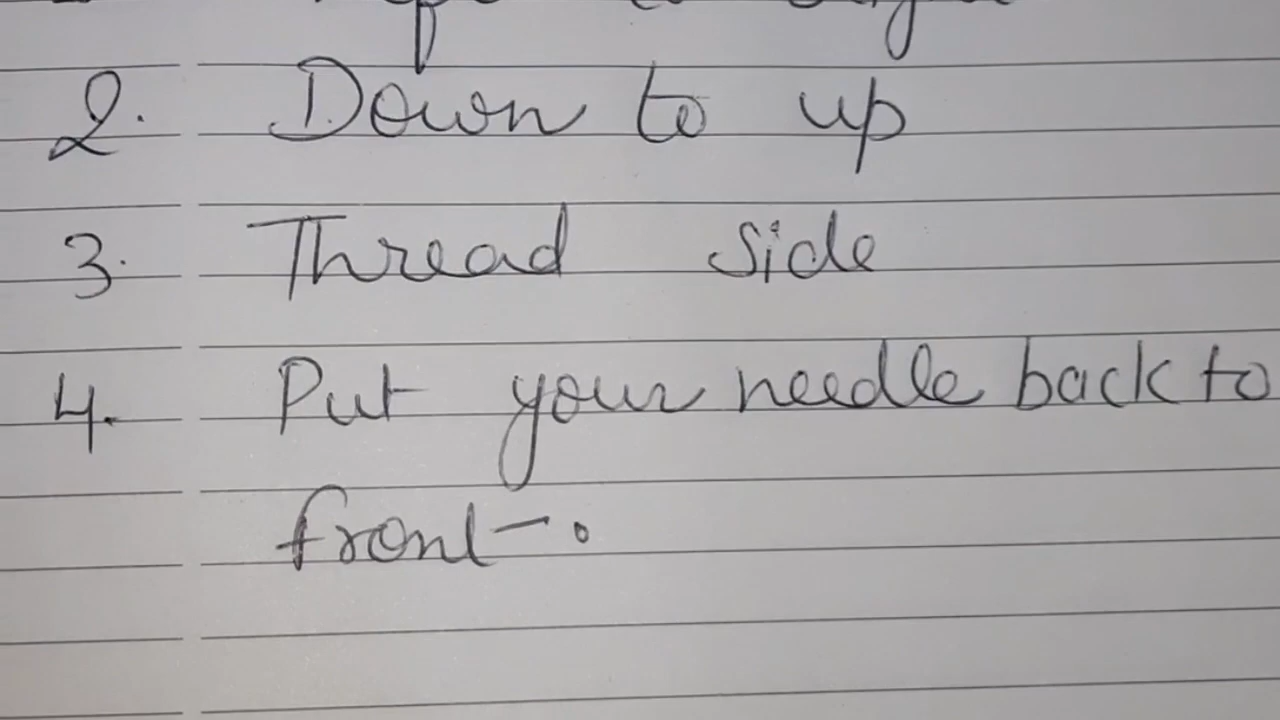 2. Down to up
3. Thread side
4. Put your needle back to
front.